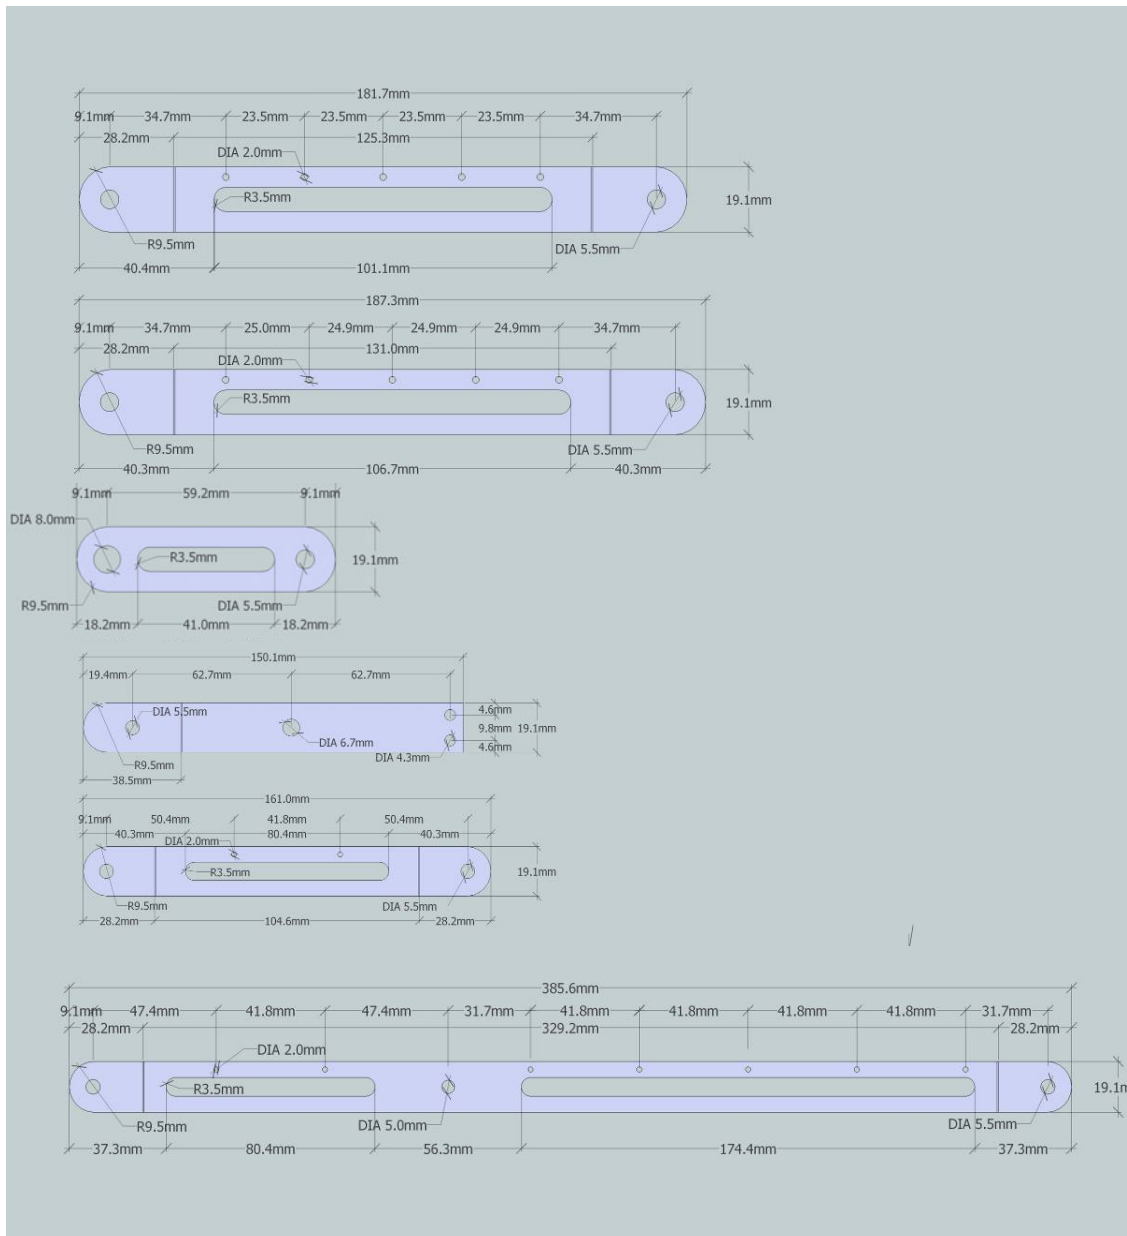 181.7mm
9.1mm 34.7mm 23.5mm 23.5mm 23.5mm 23.5mm 34.7mm
28.2mm 125.3mm
DIA 2.0mm
R3.5mm 19.1mm
R9.5mm DIA 5.5mm
40.4mm 101.1mm
187.3mm
9.1mm 34.7mm 25.0mm 24.9mm 24.9mm 24.9mm 34.7mm
28.2mm 131.0mm
DIA 2.0mm
R3.5mm 19.1mm
R9.5mm DIA 5.5mm
40.3mm 106.7mm 40.3mm
9.1mm 59.2mm 9.1mm
DIA 8.0mm
R3.5mm 19.1mm
R9.5mm DIA 5.5mm
18.2mm 41.0mm 18.2mm
150.1mm
19.4mm 62.7mm 62.7mm
DIA 5.5mm 4.6mm
9.8mm 19.1mm
DIA 6.7mm 4.6mm
R9.5mm DIA 4.3mm
38.5mm
161.0mm
9.1mm 50.4mm 41.8mm 50.4mm
40.3mm 80.4mm 40.3mm
DIA 2.0mm
R3.5mm 19.1mm
R9.5mm DIA 5.5mm
28.2mm 104.6mm 28.2mm
385.6mm
9.1mm 47.4mm 41.8mm 47.4mm 31.7mm 41.8mm 41.8mm 41.8mm 41.8mm 31.7mm
28.2mm 329.2mm 28.2mm
DIA 2.0mm
R3.5mm 19.1m
R9.5mm DIA 5.0mm DIA 5.5mm
37.3mm 80.4mm 56.3mm 174.4mm 37.3mm